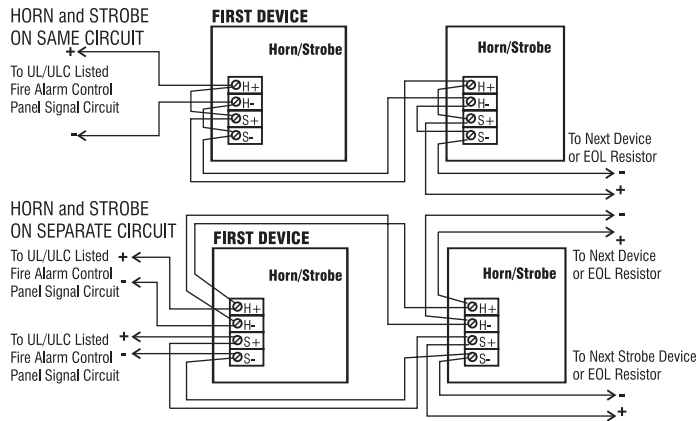 HORN and STROBE
ON SAME CIRCUIT
+
To UL/ULC Listed
Fire Alarm Control
Panel Signal Circuit
-
FIRST DEVICE
Horn/Strobe
H+
H-
S+
S-
Horn/Strobe
H+
H-
S+
S-
To Next Device
or EOL Resistor
-
+
HORN and STROBE
ON SEPARATE CIRCUIT
To UL/ULC Listed +
Fire Alarm Control -
Panel Signal Circuit
To UL/ULC Listed +
Fire Alarm Control -
Panel Signal Circuit
FIRST DEVICE
Horn/Strobe
H+
H-
S+
S-
Horn/Strobe
H+
H-
S+
S-
-
+
To Next Device
or EOL Resistor
To Next Strobe Device
or EOL Resistor
-
+